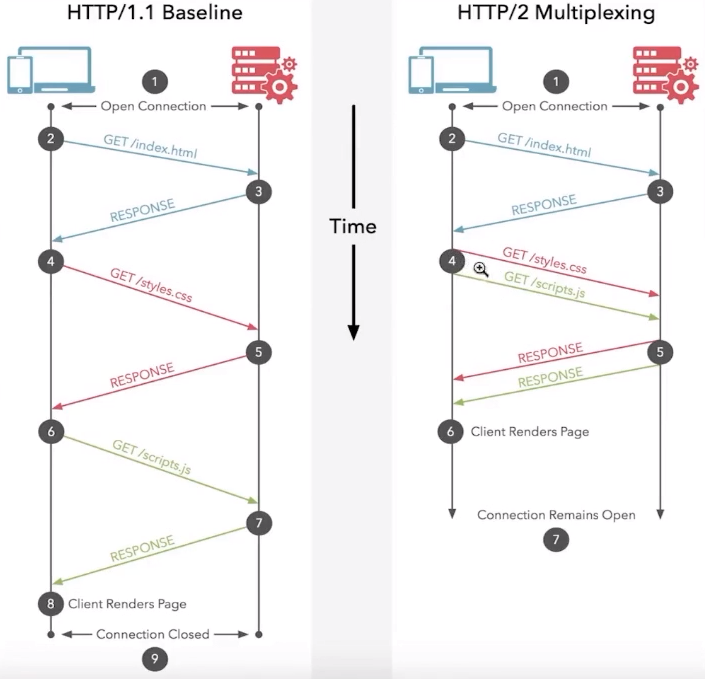 HTTP/1.1 Baseline
1
Open Connection
2
GET /index.html
3
RESPONSE
4
GET /styles.css
5
RESPONSE
6
GET /scripts.js
7
RESPONSE
8 Client Renders Page
Connection Closed
9
Time
HTTP/2 Multiplexing
1
Open Connection
2
GET /index.html
3
RESPONSE
4
GET /styles.css
GET /scripts.js
5
RESPONSE
RESPONSE
6 Client Renders Page
Connection Remains Open
7